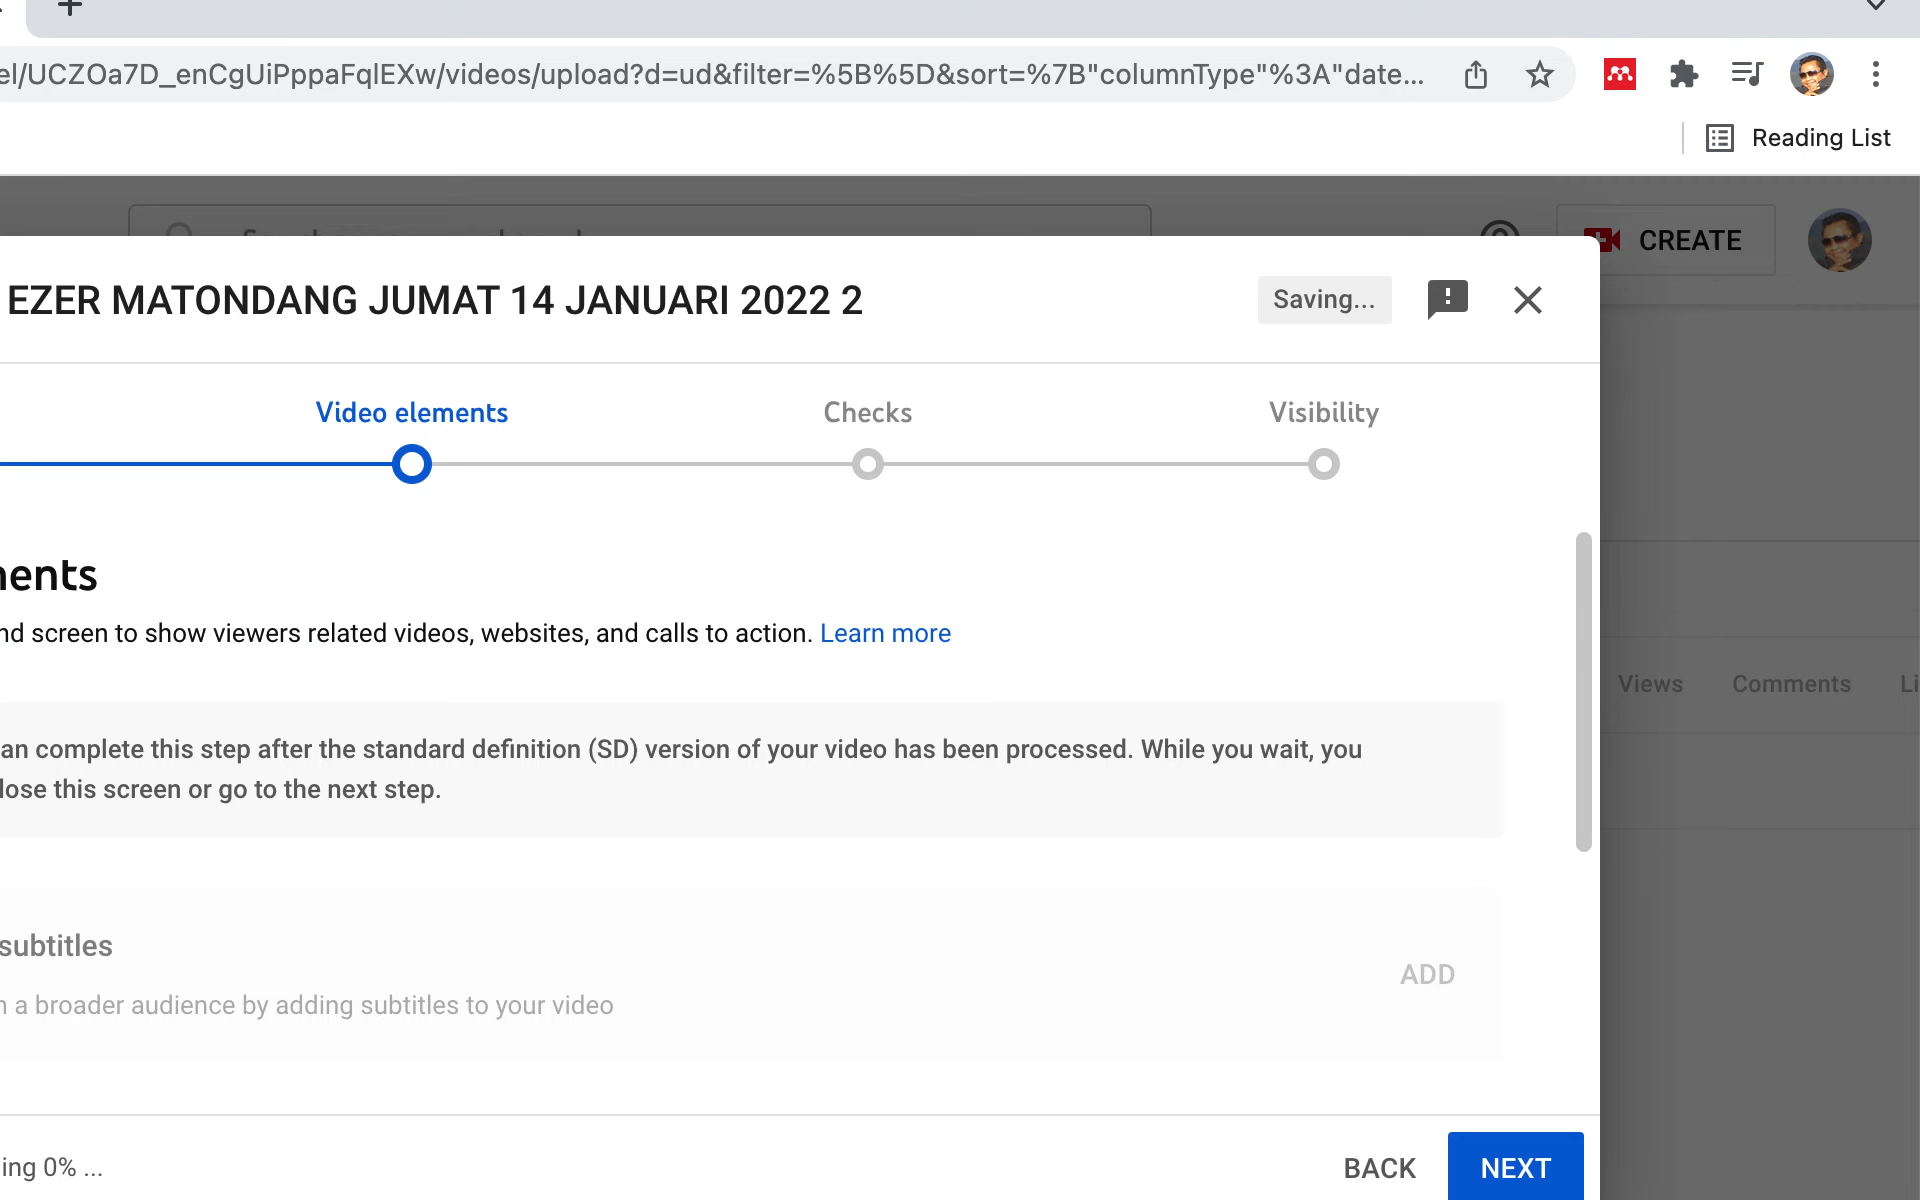 el/UCZOa7D_enCgUiPppaFqlEXw/videos/upload?d=ud&filter=%5B%5D&sort=%7B"columnType"%3A"date...
Reading List
CREATE
EZER MATONDANG JUMAT 14 JANUARI 2022 2
Saving...
Video elements
Checks
Visibility
nents
nd screen to show viewers related videos, websites, and calls to action. Learn more
Views
Comments
Li
an complete this step after the standard definition (SD) version of your video has been processed. While you wait, you
lose this screen or go to the next step.
subtitles
ADD
h a broader audience by adding subtitles to your video
ing 0% ...
BACK
NEXT